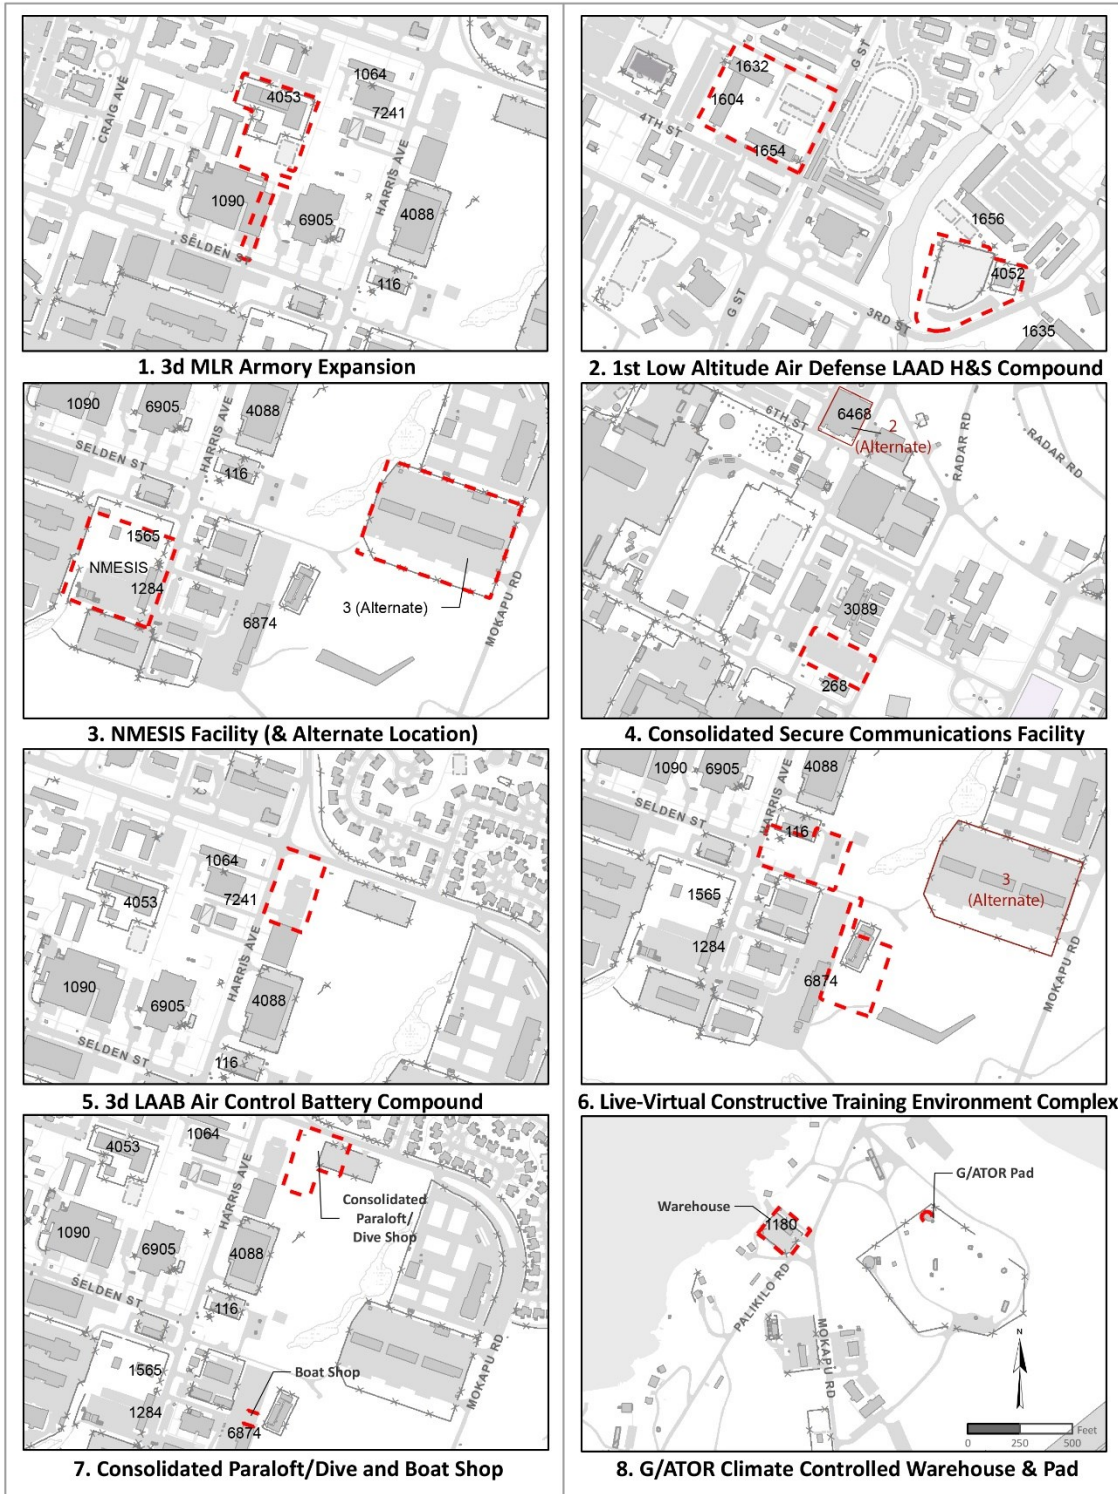 CRAIG AVE
1064
4053
7241
HARRIS AVE
1090
6905
4088
SELDEN ST
116
1. 3d MLR Armory Expansion
1632
G ST
1604
4TH ST
1654
1656
4052
G ST
3RD ST
1635
2. 1st Low Altitude Air Defense LAAD H&S Compound
1090
6905
4088
SELDEN ST
HARRIS AVE
116
1565
NMESIS
1284
3 (Alternate)
6874
MOKAPU RD
3. NMESIS Facility (& Alternate Location)
6468
6TH ST
2
(Alternate)
RADAR RD
RADAR RD
3089
268
4. Consolidated Secure Communications Facility
1064
4053
7241
HARRIS AVE
1090
6905
4088
SELDEN ST
116
5. 3d LAAB Air Control Battery Compound
1090
6905
4088
SELDEN ST
HARRIS AVE
116
1565
3
(Alternate)
1284
6874
MOKAPU RD
6. Live-Virtual Constructive Training Environment Complex
4053
1064
HARRIS AVE
Consolidated
Paraloft/
Dive Shop
1090
6905
4088
SELDEN ST
116
1565
MOKAPU RD
Boat Shop
1284
6874
7. Consolidated Paraloft/Dive and Boat Shop
G/ATOR Pad
Warehouse
1180
PALIKILO RD
MOKAPU RD
N
Feet
0 250 500
8. G/ATOR Climate Controlled Warehouse & Pad